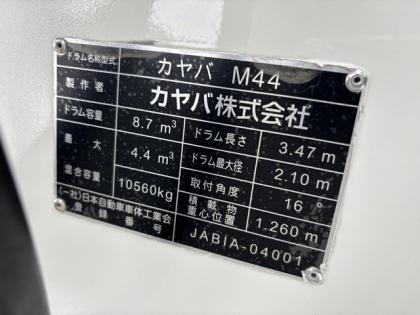 ドラム名称型式 カヤバ M44
製作者 カヤバ株式会社
ドラム容量 8.7 m³ ドラム長さ 3.47 m
最大混合容量 4.4 m³ ドラム最大径 2.10 m
10560kg 取付角度 16 °
積載物重心位置 1.260 m
(一社)日本自動車車体工業会
登録番号 JABIA-04001